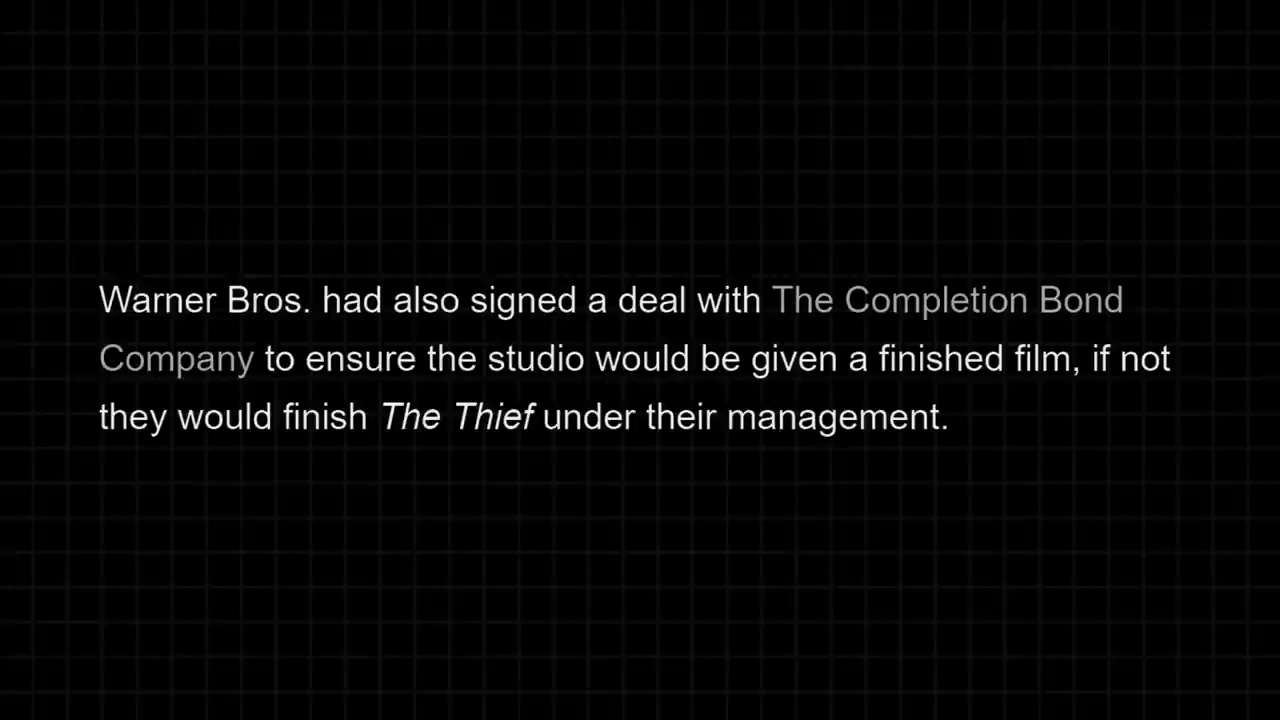 Warner Bros. had also signed a deal with The Completion Bond
Company to ensure the studio would be given a finished film, if not
they would finish The Thief under their management.